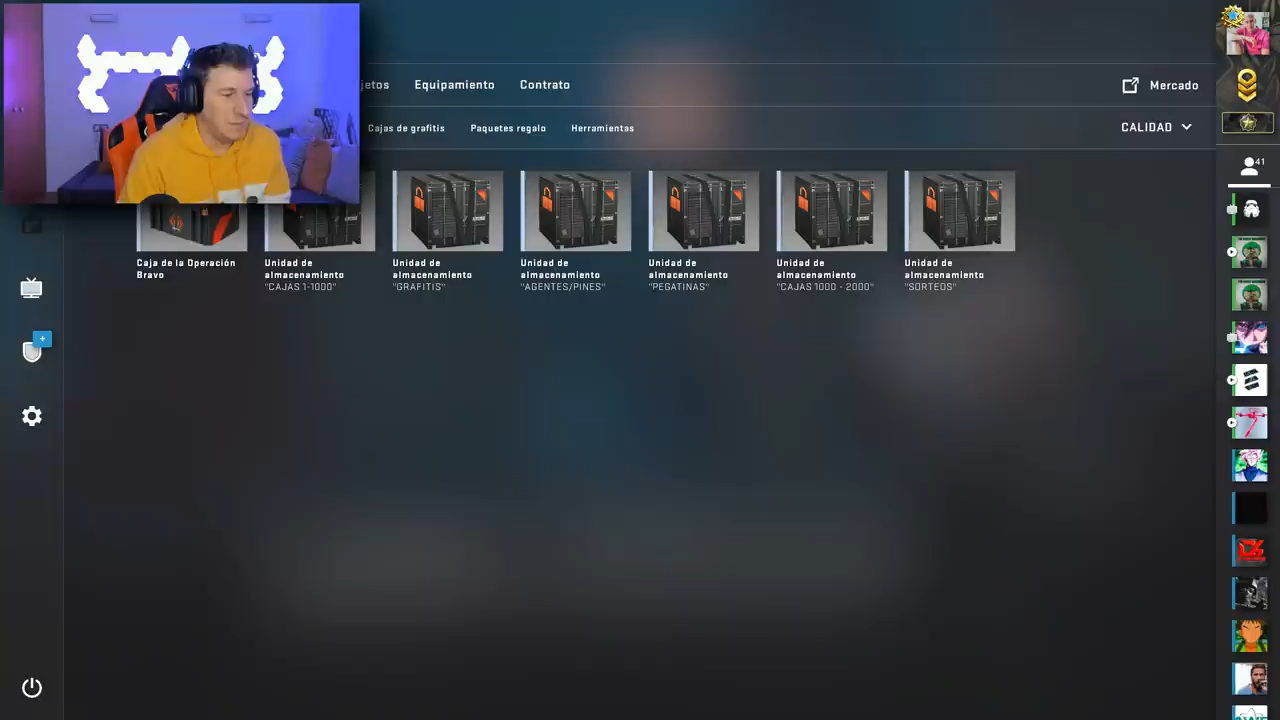 Equipamiento
Contrato
Mercado
Cajas de grafitis
Paquetes regalo
Herramientas
CALIDAD
41
Caja de la Operación
Bravo
Unidad de
almacenamiento
"CAJAS 1-1000"
Unidad de
almacenamiento
"GRAFITIS"
Unidad de
almacenamiento
"AGENTES/PINES"
Unidad de
almacenamiento
"PEGATINAS"
Unidad de
almacenamiento
"CAJAS 1000 - 2000"
Unidad de
almacenamiento
"SORTEOS"